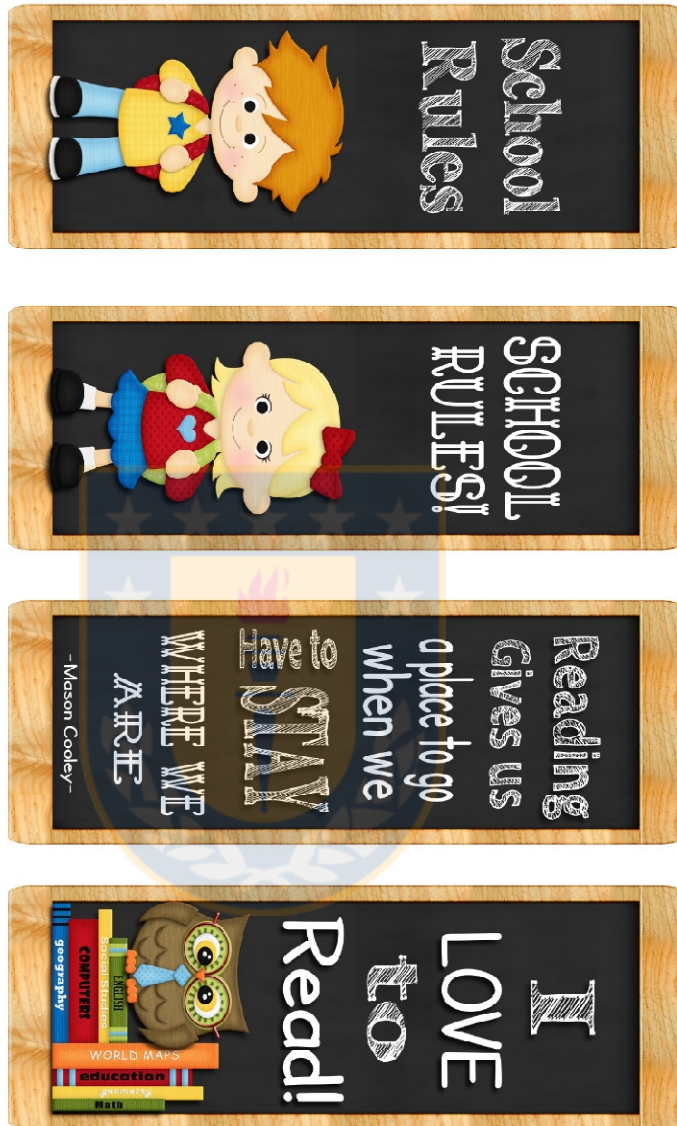 School
Rules
SCHOOL
RULES!
Reading
Gives us
a place to go
when we
Have to
STAY
WHERE WE
ARE
-Mason Cooley-
I
LOVE
to
Read!
geography
COMPUTERS
Social Studies
ENGLISH
WORLD MAPS
education
geometry
Math